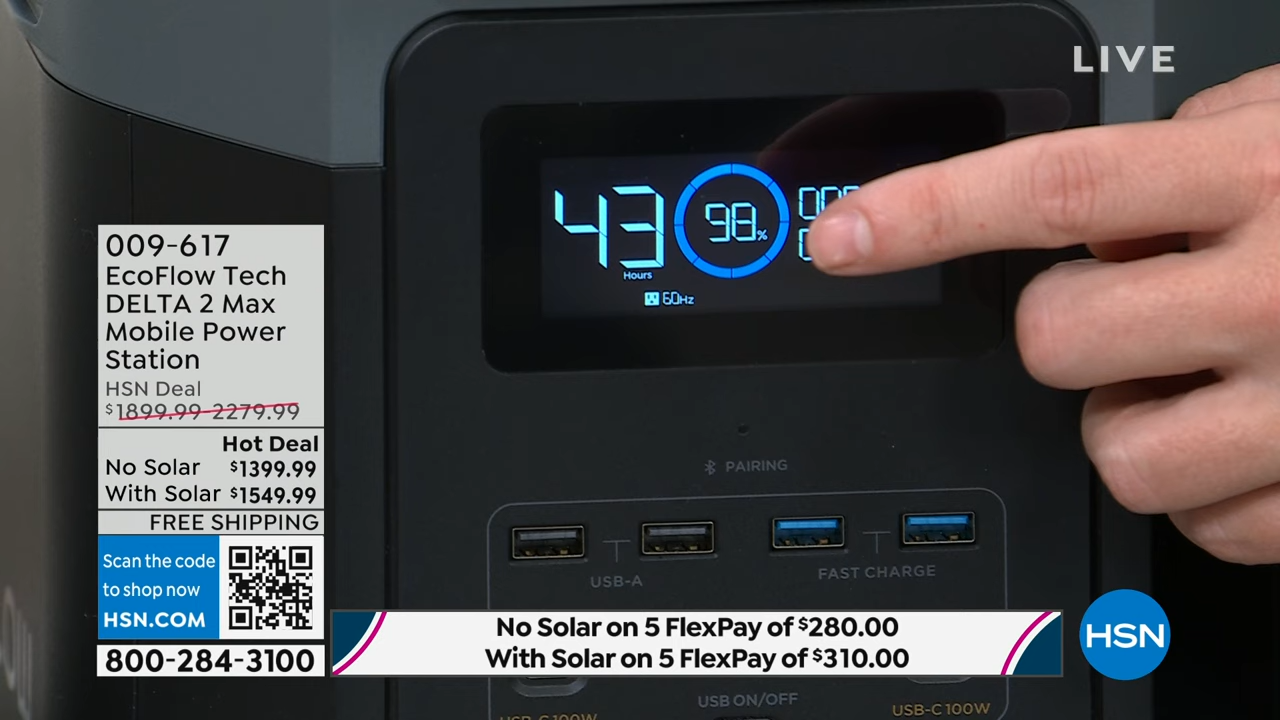 LIVE
43
Hours
98%
60Hz
009-617
EcoFlow Tech
DELTA 2 Max
Mobile Power
Station
HSN Deal
$1899.99-2279.99
Hot Deal
No Solar $1399.99
With Solar $1549.99
FREE SHIPPING
Scan the code
to shop now
HSN.COM
800-284-3100
PAIRING
USB-A
FAST CHARGE
No Solar on 5 FlexPay of $280.00
With Solar on 5 FlexPay of $310.00
HSN
USB-C 100W
USB ON/OFF
USB-C 100W